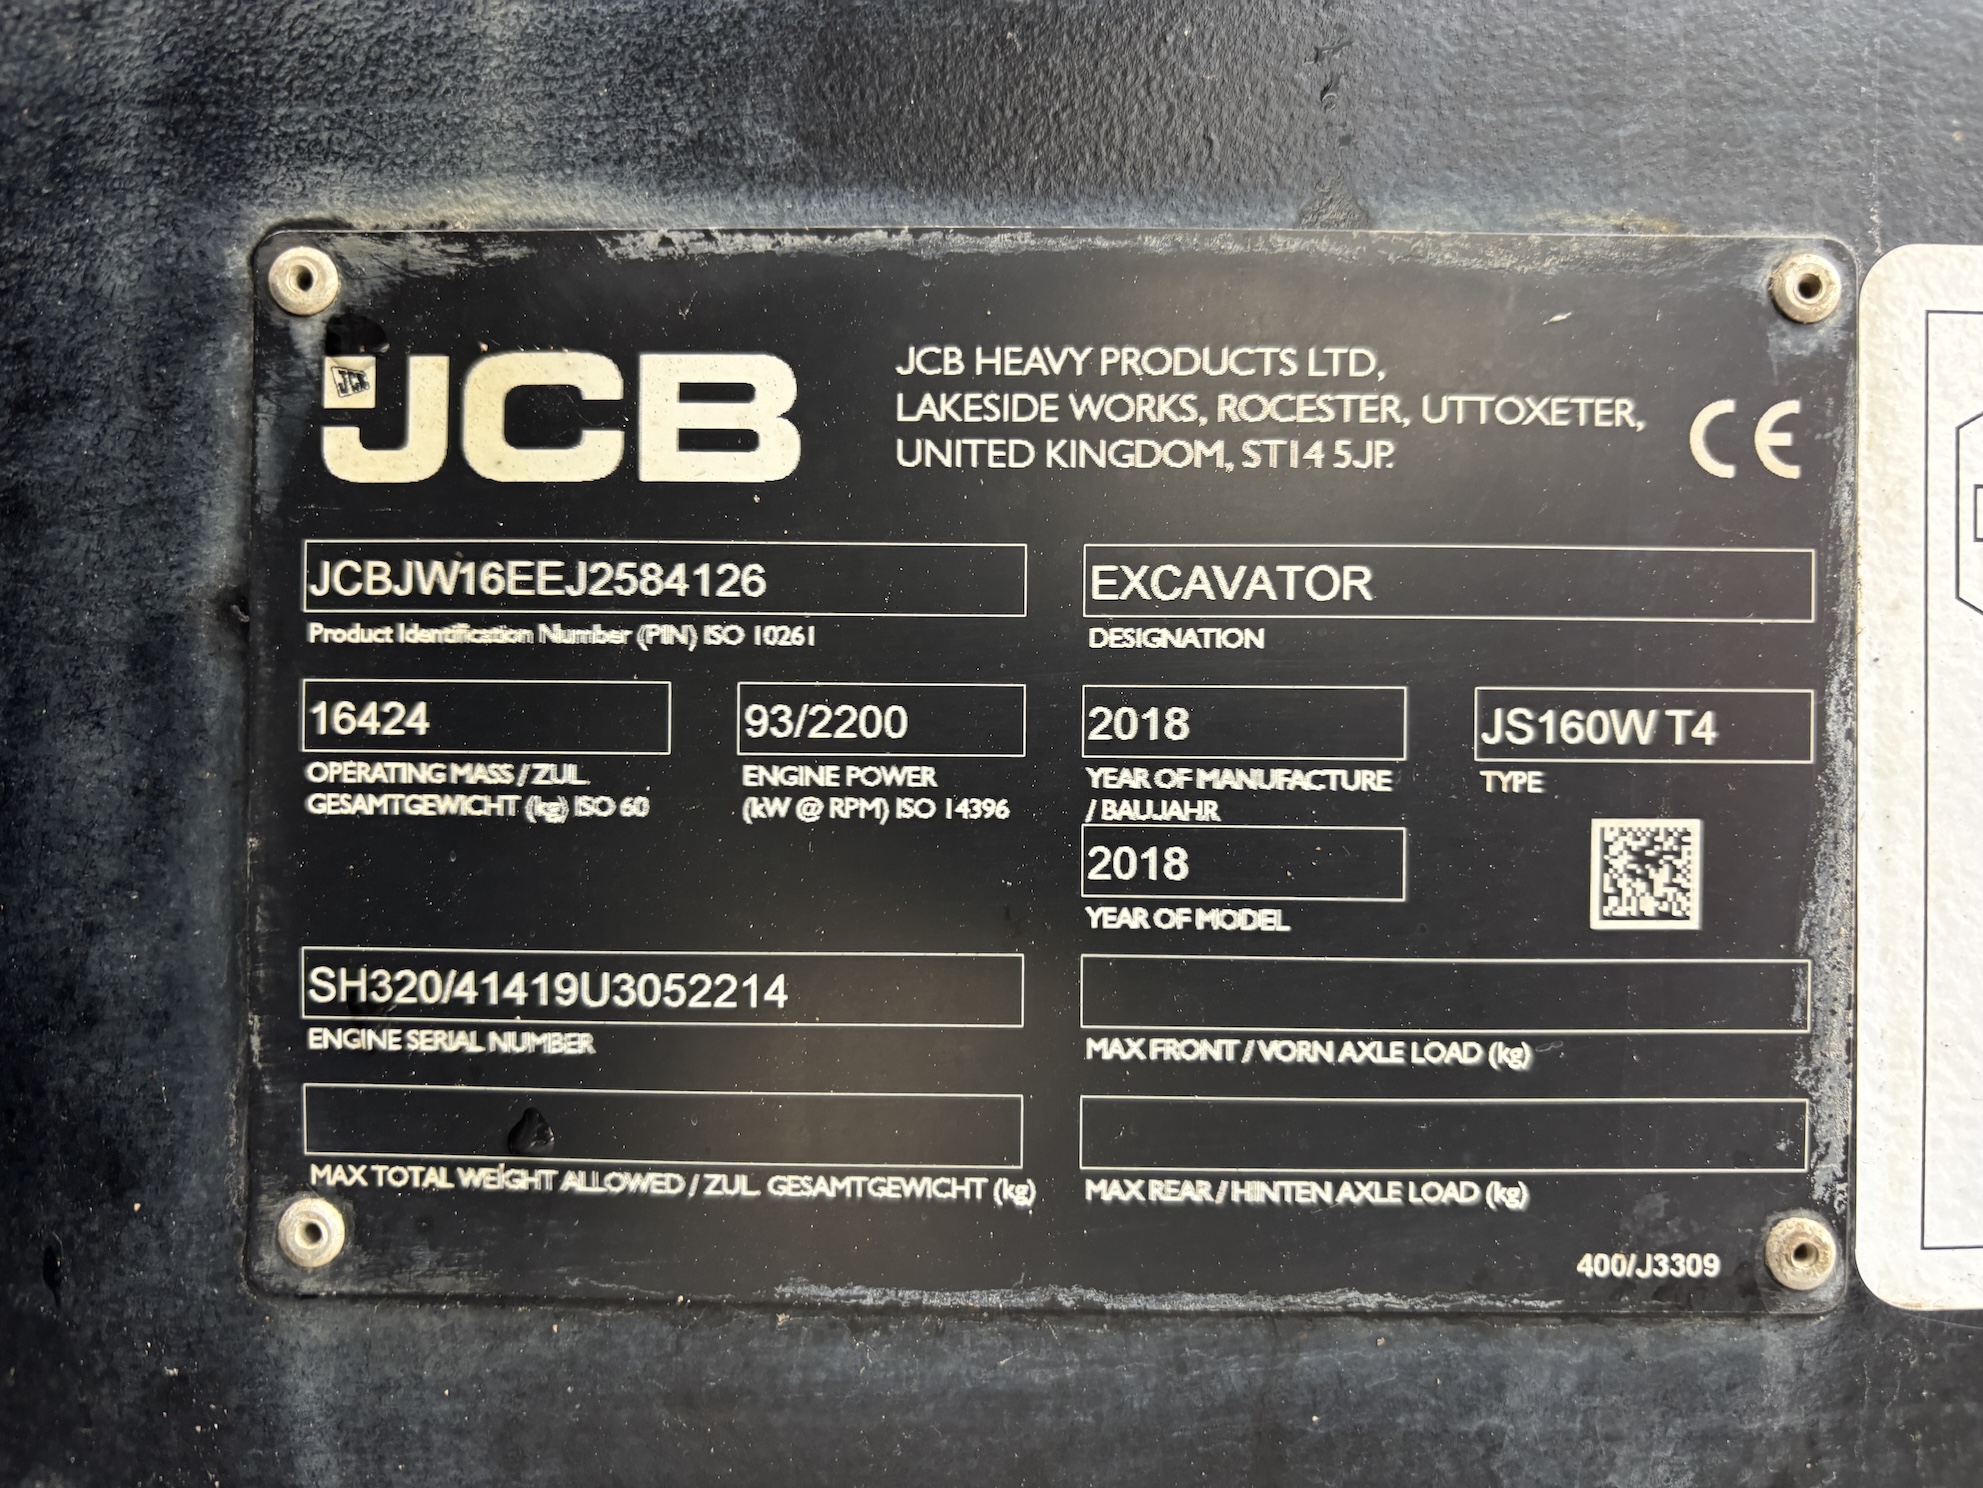 JCB
JCB HEAVY PRODUCTS LTD,
LAKESIDE WORKS, ROCESTER, UTTOXETER,
UNITED KINGDOM, ST14 5JP.
CE
JCBJW16EEJ2584126
Product Identification Number (PIN) ISO 10261
EXCAVATOR
DESIGNATION
16424
OPERATING MASS / ZUL.
GESAMTGEWICHT (kg) ISO 60
93/2200
ENGINE POWER
(kW @ RPM) ISO 14396
2018
YEAR OF MANUFACTURE
/ BAUJAHR
JS160W T4
TYPE
2018
YEAR OF MODEL
SH320/41419U3052214
ENGINE SERIAL NUMBER
MAX FRONT / VORN AXLE LOAD (kg)
MAX TOTAL WEIGHT ALLOWED / ZUL. GESAMTGEWICHT (kg)
MAX REAR / HINTEN AXLE LOAD (kg)
400/J3309